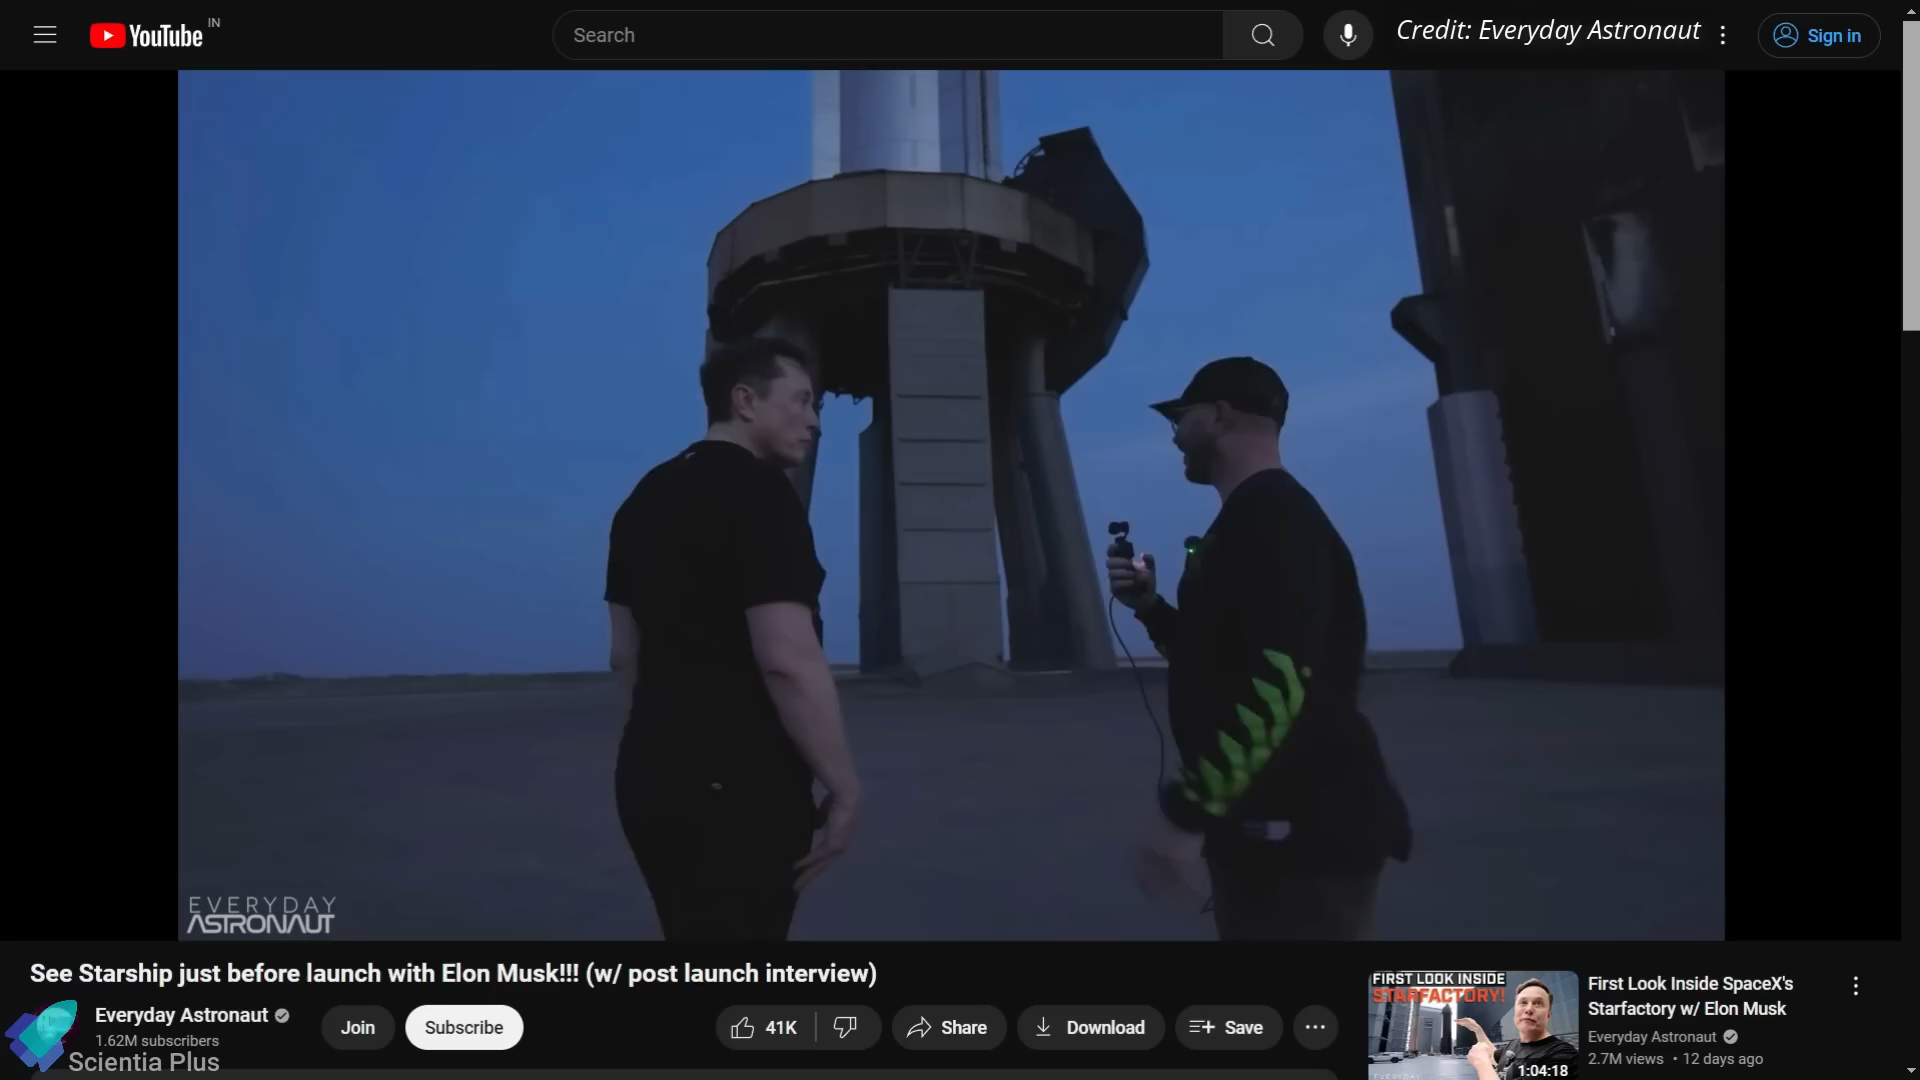 YouTube IN
Search
Credit: Everyday Astronaut
Sign in
EVERYDAY
ASTRONAUT
See Starship just before launch with Elon Musk!!! (w/ post launch interview)
Everyday Astronaut
1.62M subscribers
Scientia Plus
Join
Subscribe
41K
Share
Download
Save
FIRST LOOK INSIDE
STARFACTORY!
EVERYDAY
1:04:18
First Look Inside SpaceX's
Starfactory w/ Elon Musk
Everyday Astronaut
2.7M views • 12 days ago